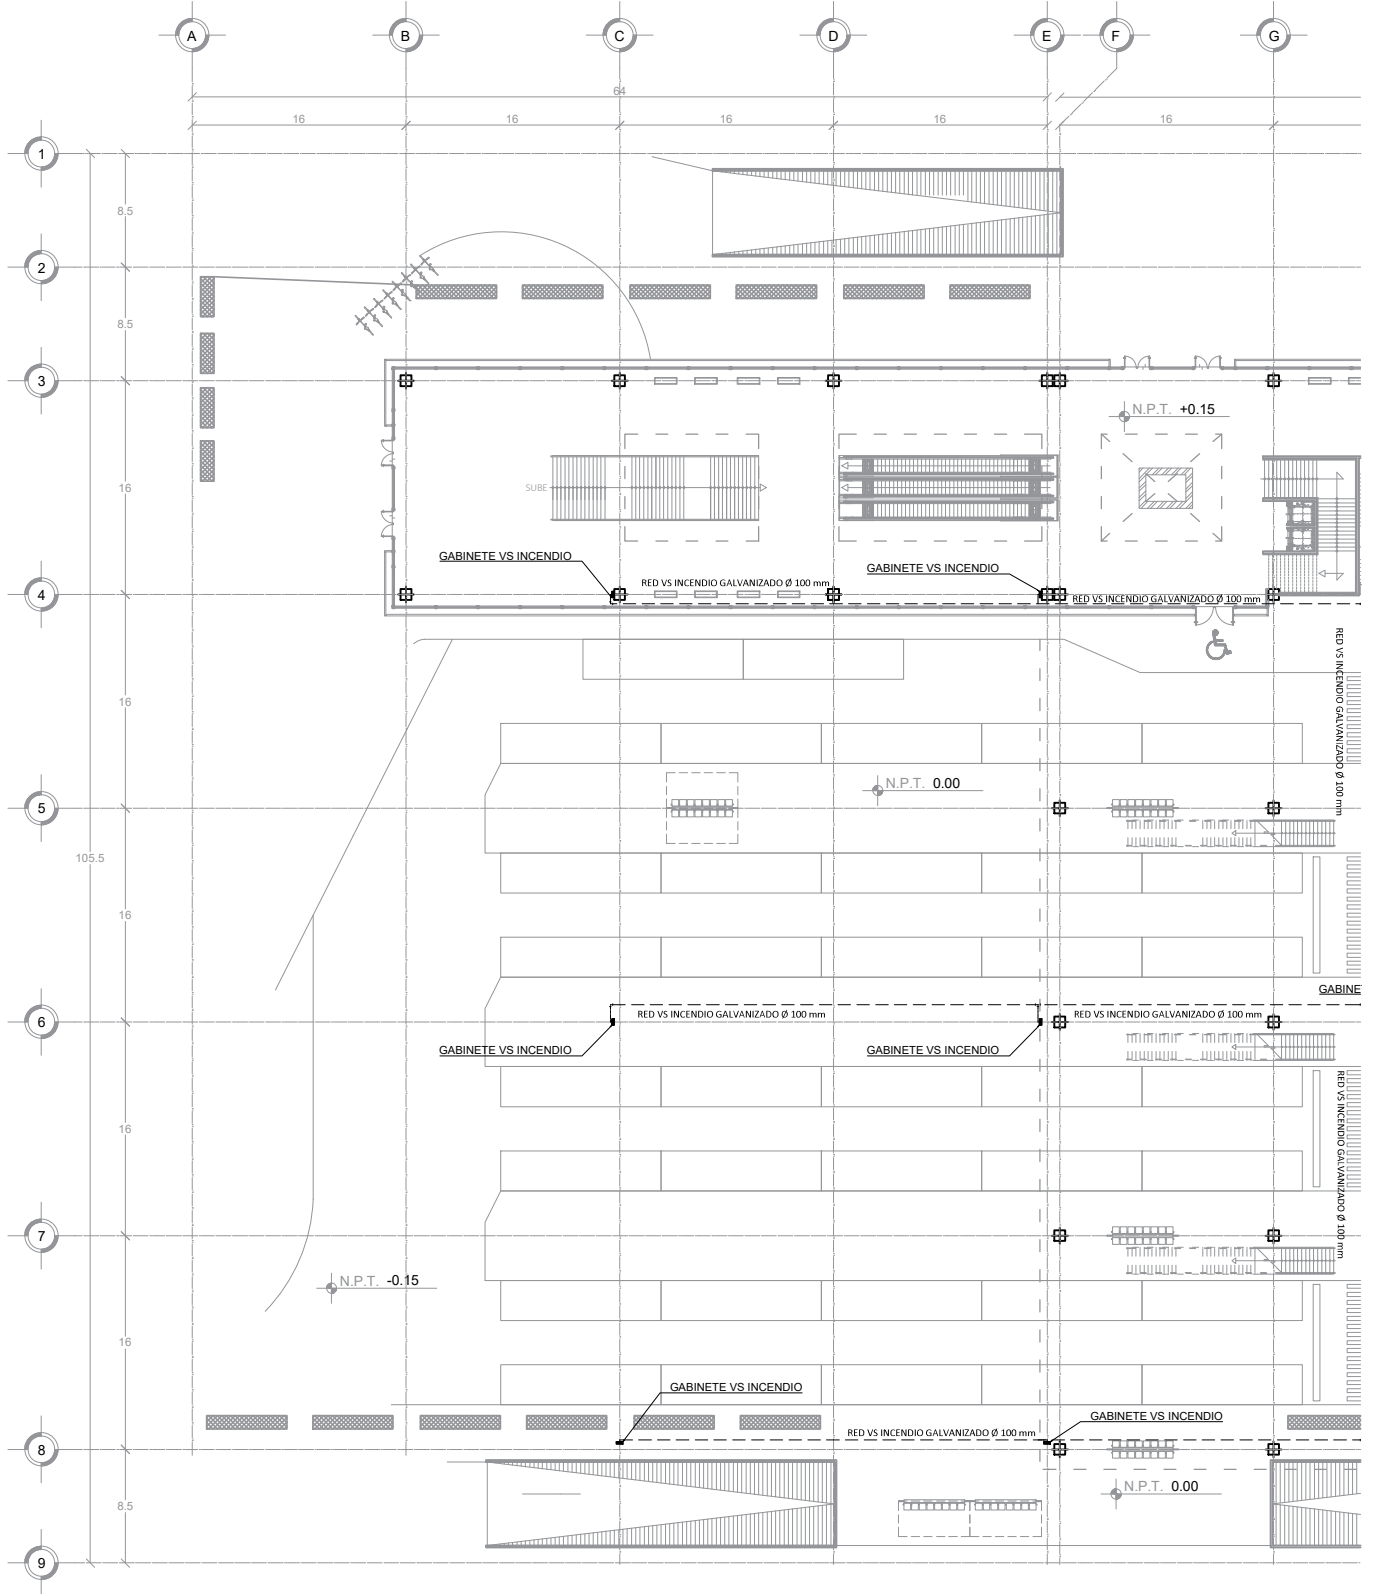 A
B
C
D
E
F
G
64
16
16
16
16
16
1
8.5
2
8.5
3
N.P.T. +0.15
16
SUBE
GABINETE VS INCENDIO
GABINETE VS INCENDIO
RED VS INCENDIO GALVANIZADO Ø 100 mm
4
RED VS INCENDIO GALVANIZADO Ø 100 mm
RED VS INCENDIO GALVANIZADO Ø 100 mm
16
N.P.T. 0.00
5
105.5
16
GABINE
RED VS INCENDIO GALVANIZADO Ø 100 mm
RED VS INCENDIO GALVANIZADO Ø 100 mm
6
GABINETE VS INCENDIO
GABINETE VS INCENDIO
RED VS INCENDIO GALVANIZADO Ø 100 mm
16
7
N.P.T. -0.15
16
GABINETE VS INCENDIO
GABINETE VS INCENDIO
RED VS INCENDIO GALVANIZADO Ø 100 mm
8
N.P.T. 0.00
8.5
9